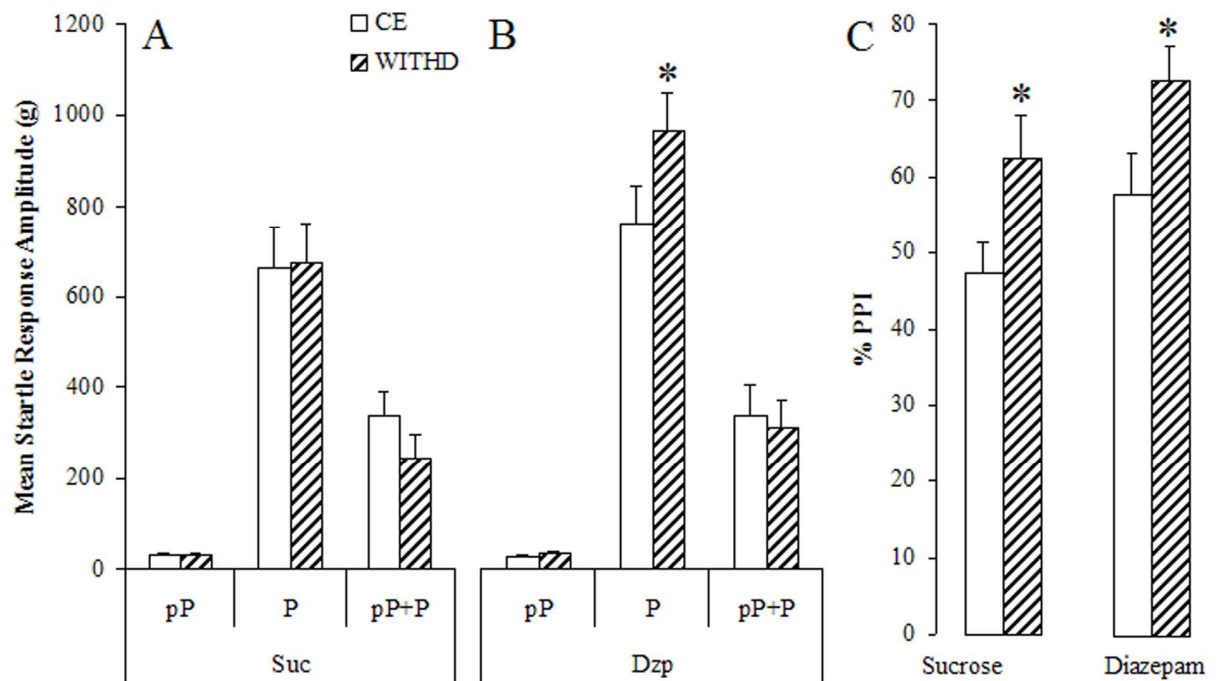 Mean Startle Response Amplitude (g)
1200
1000
800
600
400
200
0
A
CE
WITHD
B
*
pP P pP+P
Suc
pP P pP+P
Dzp
C
% PPI
80
70
60
50
40
30
20
10
0
*
*
Sucrose Diazepam